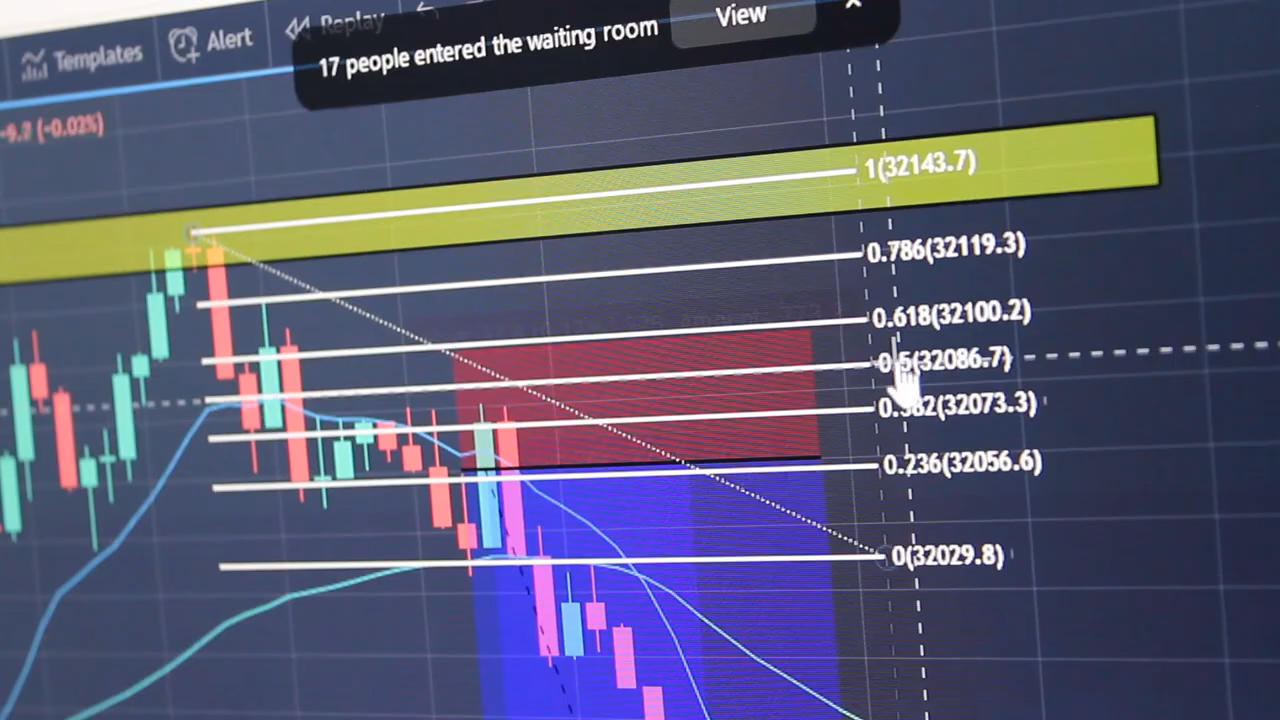 Templates
Alert
Replay
17 people entered the waiting room
View
-9.7 (-0.02%)
1(32143.7)
0.786(32119.3)
0.618(32100.2)
0.5(32086.7)
0.382(32073.3)
0.236(32056.6)
0(32029.8)